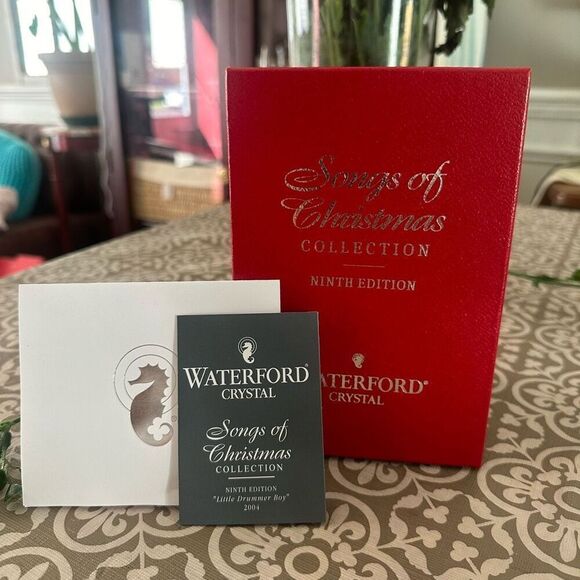 Songs of
Christmas
COLLECTION
NINTH EDITION
WATERFORD®
CRYSTAL
WATERFORD®
CRYSTAL
Songs of
Christmas
COLLECTION
NINTH EDITION
"Little Drummer Boy"
2004
®